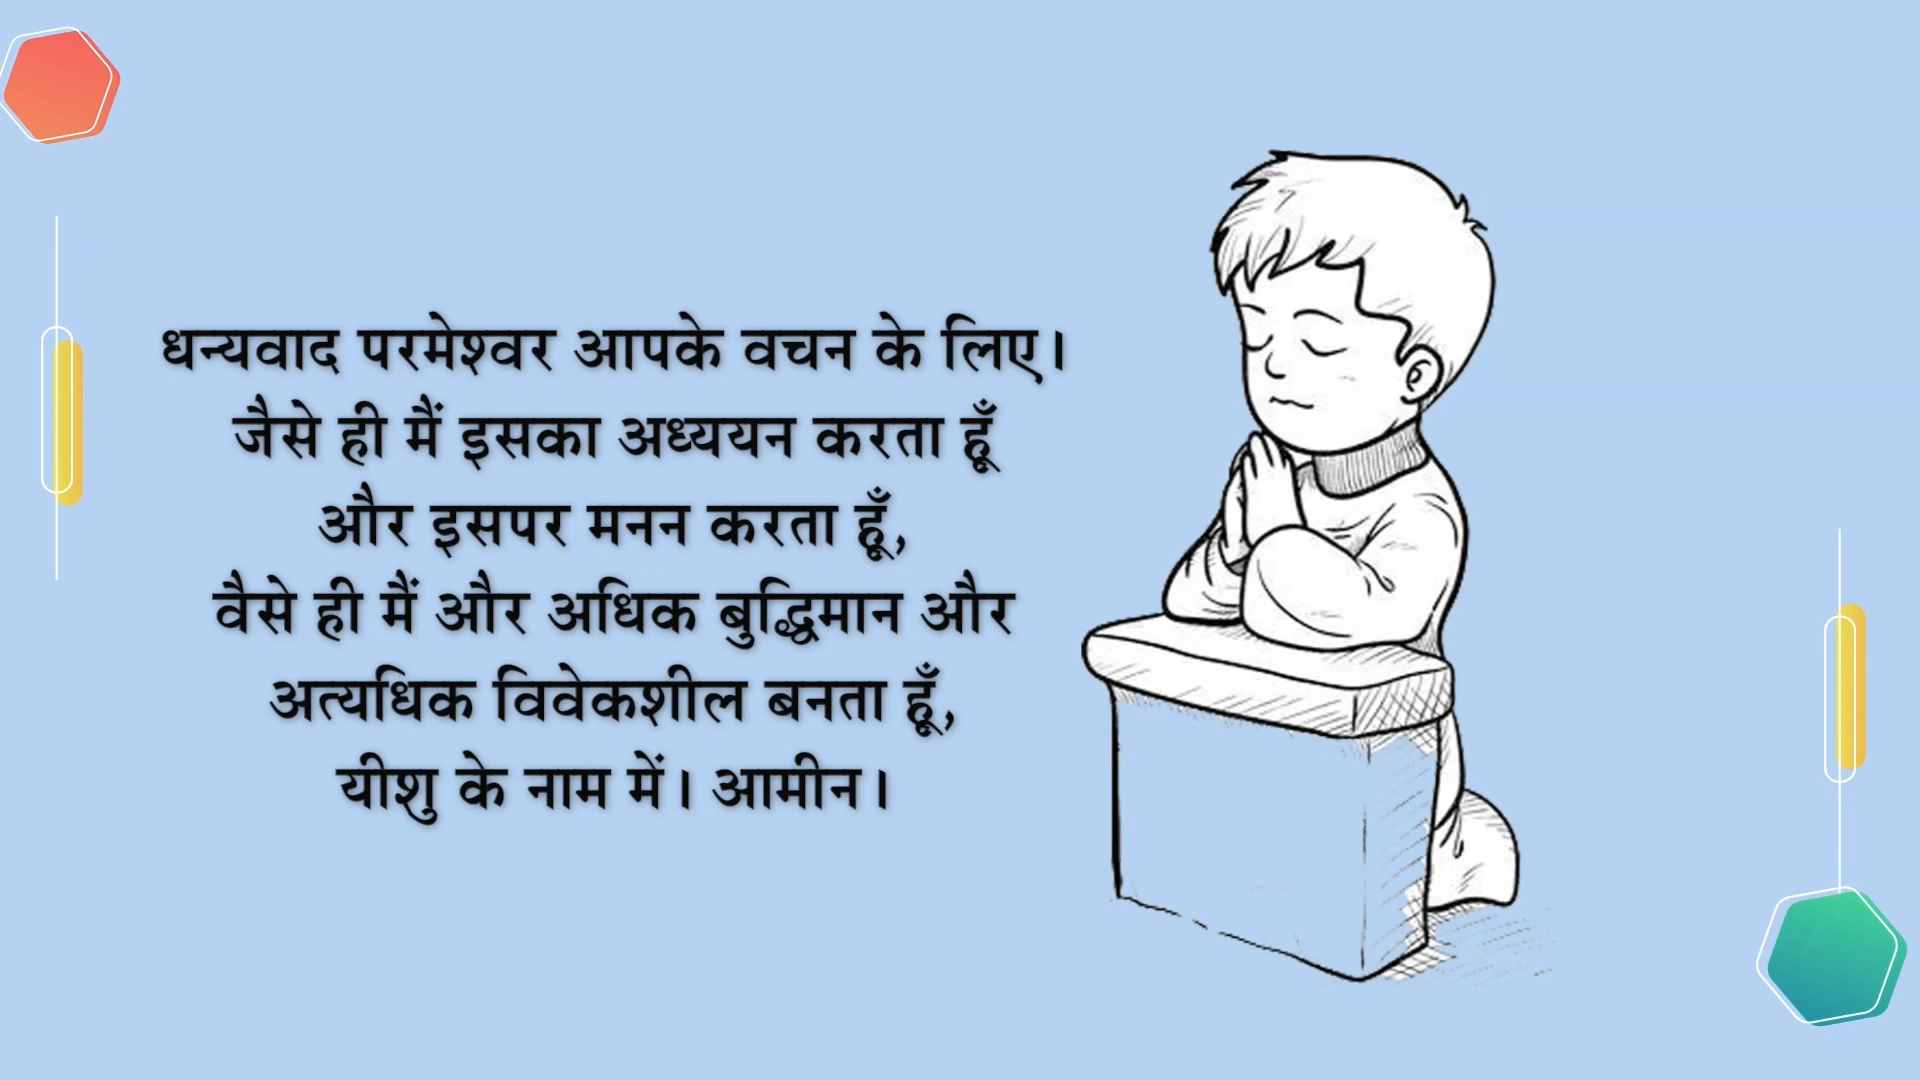 धन्यवाद परमेश्वर आपके वचन के लिए।
जैसे ही मैं इसका अध्ययन करता हूँ
और इसपर मनन करता हूँ,
वैसे ही मैं और अधिक बुद्धिमान और
अत्यधिक विवेकशील बनता हूँ,
यीशु के नाम में। आमीन।